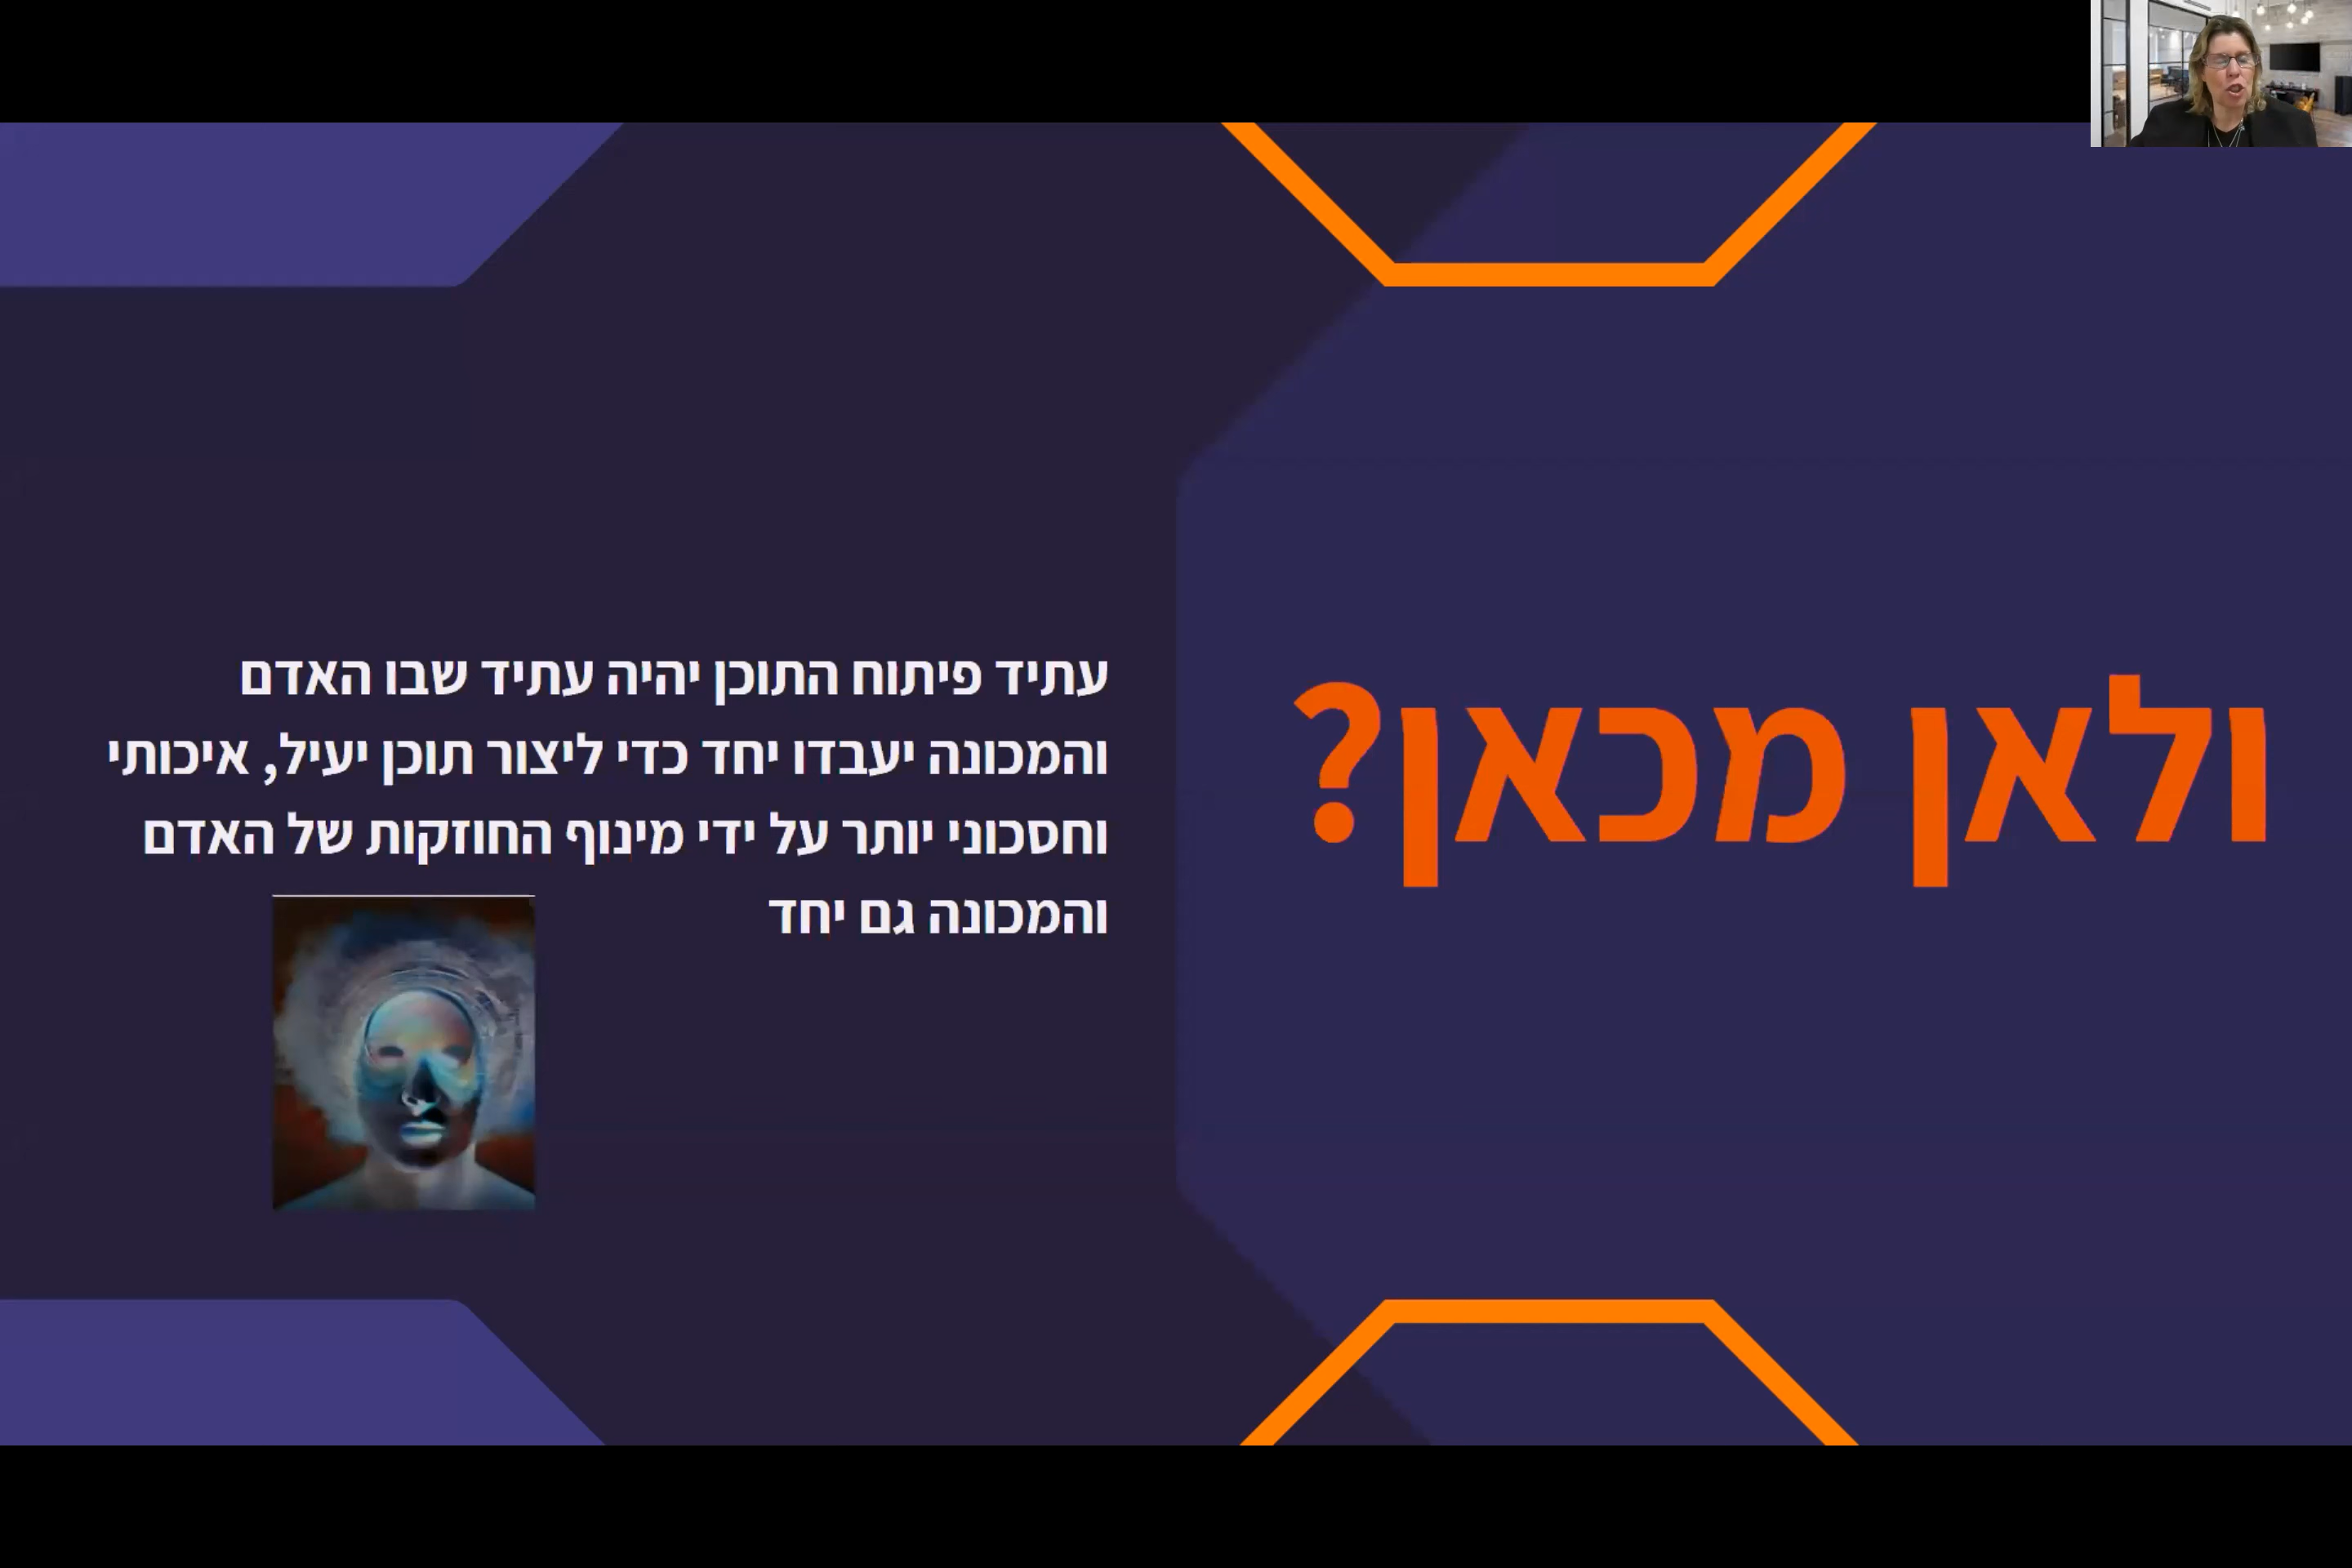 ולאן מכאן?
עתיד פיתוח התוכן יהיה עתיד שבו האדם
והמכונה יעבדו יחד כדי ליצור תוכן יעיל, איכותי
וחסכוני יותר על ידי מינוף החוזקות של האדם
והמכונה גם יחד